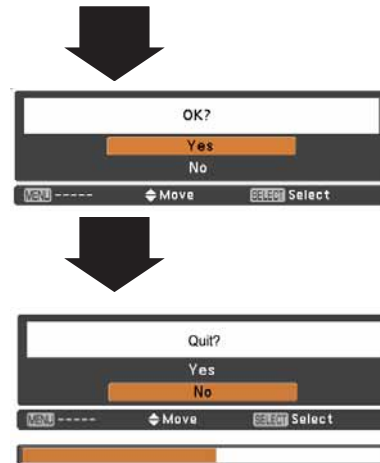 OK?
Yes
No
MENU ----- Move SELECT Select
Quit?
Yes
No
MENU ----- Move SELECT Select